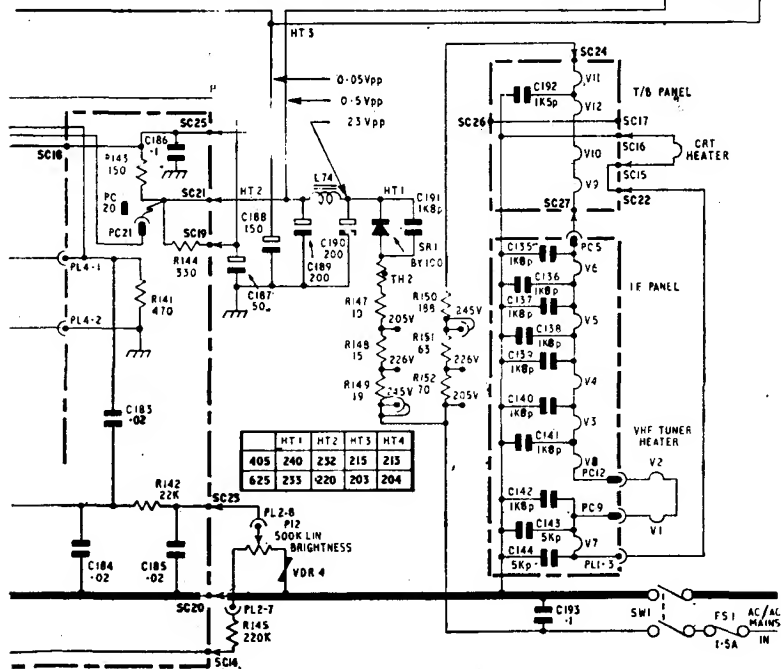 HT3
SC24
0·05Vpp
0·5Vpp
23Vpp
C192
1K5p
V11
V12
T/B PANEL
SC25
C186
·1
SC26
SC17
SC16
CRT
HEATER
SC18
R143
150
SC15
V10
V9
SC22
PC
20
SC21
HT2
L74
HT1
C191
1K8p
SC27
PC21
C188
150
C190
200
SR1
BY100
SC19
R144
330
C189
200
C187
50
C135
1K8p
PC5
V6
I F PANEL
PL4-1
TH2
C136
1K8p
R141
470
R147
10
R150
188
245V
C137
1K8p
V5
205V
C138
1K8p
PL4-2
R148
15
R151
63
226V
226V
C139
1K8p
V4
R149
19
245V
R152
70
205V
C140
1K8p
V3
C183
·02
C141
1K8p
VHF TUNER
HEATER
HT1 HT2 HT3 HT4
405 240 232 215 213
625 233 220 203 204
V8
PC12
V2
R142
22K
SC23
C142
1K8p
PC9
PL2-8
P12
500K LIN
BRIGHTNESS
C143
5Kp
V7
V1
C184
·02
C185
·02
VDR 4
C144
5Kp
PL1-3
SC20
PL2-7
C193
·1
SW1
FS1
1·5A
AC/AC
MAINS
IN
R145
220K
SC14